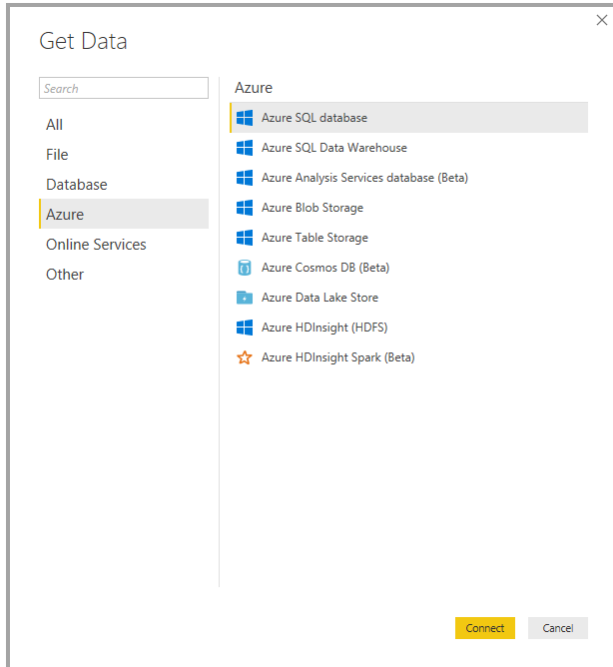 Get Data
Search
All
File
Database
Azure
Online Services
Other
Azure
Azure SQL database
Azure SQL Data Warehouse
Azure Analysis Services database (Beta)
Azure Blob Storage
Azure Table Storage
Azure Cosmos DB (Beta)
Azure Data Lake Store
Azure HDInsight (HDFS)
Azure HDInsight Spark (Beta)
Connect
Cancel